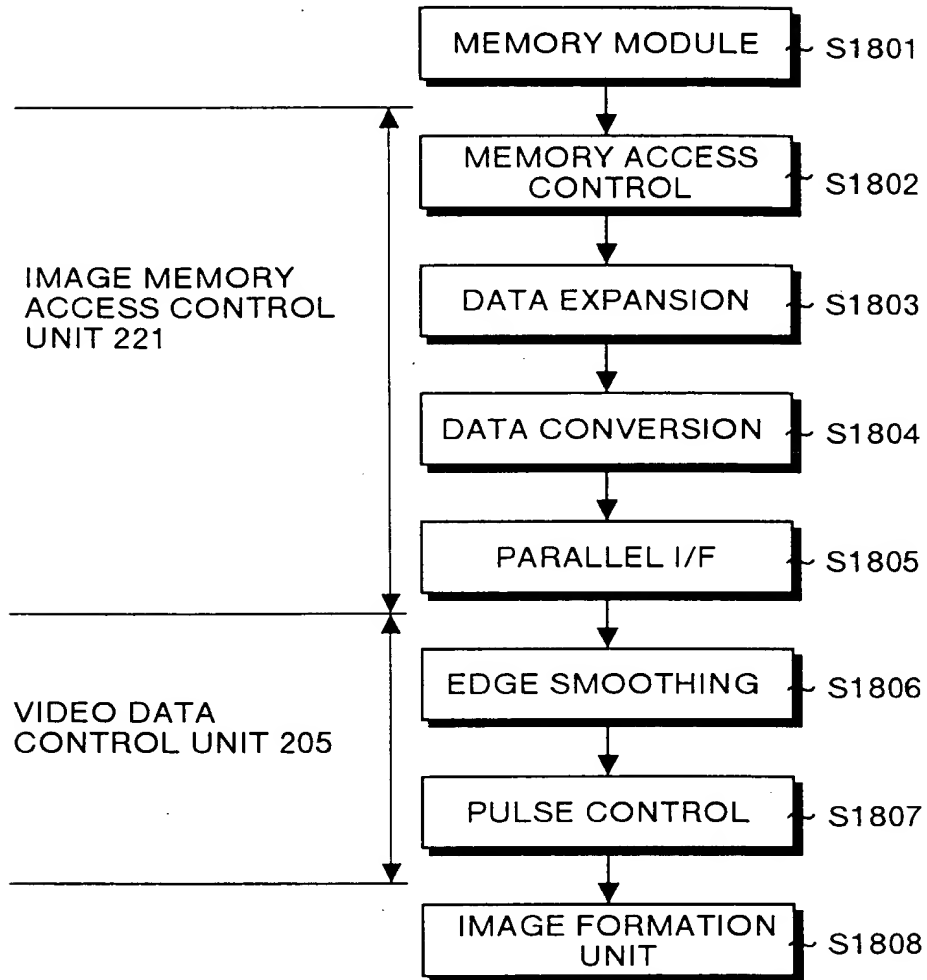 MEMORY MODULE
S1801
MEMORY ACCESS
CONTROL
S1802
DATA EXPANSION
S1803
DATA CONVERSION
S1804
PARALLEL I/F
S1805
IMAGE MEMORY
ACCESS CONTROL
UNIT 221
EDGE SMOOTHING
S1806
PULSE CONTROL
S1807
VIDEO DATA
CONTROL UNIT 205
IMAGE FORMATION
UNIT
S1808